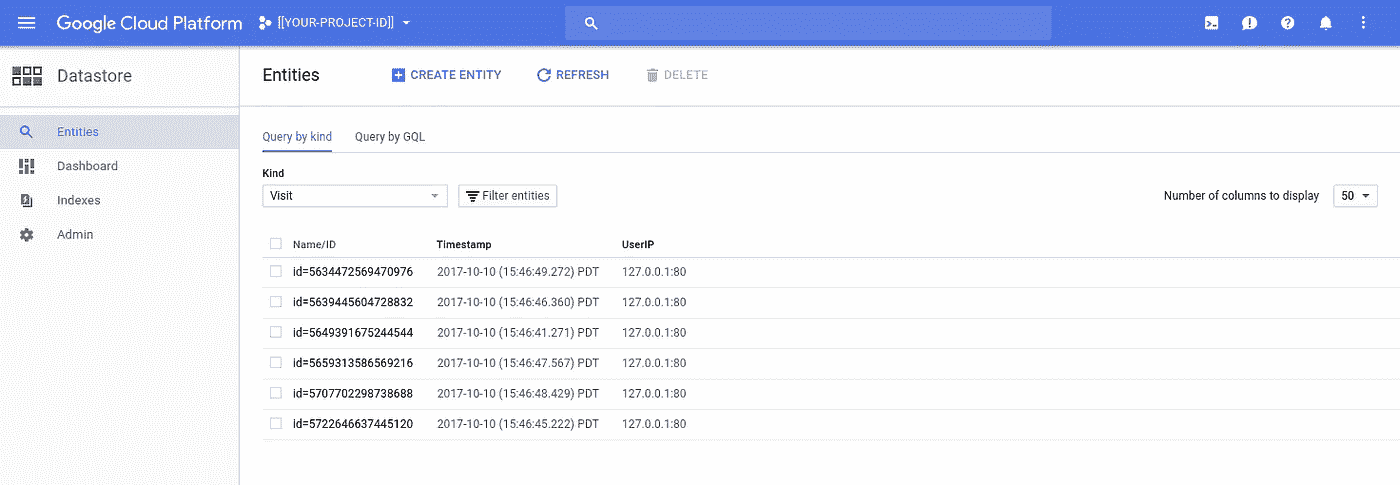 Google Cloud Platform [[YOUR-PROJECT-ID]]
Datastore
Entities
Dashboard
Indexes
Admin
Entities CREATE ENTITY REFRESH DELETE
Query by kind Query by GQL
Kind
Visit Filter entities Number of columns to display 50
Name/ID Timestamp UserIP
id=5634472569470976 2017-10-10 (15:46:49.272) PDT 127.0.0.1:80
id=5639445604728832 2017-10-10 (15:46:46.360) PDT 127.0.0.1:80
id=5649391675244544 2017-10-10 (15:46:41.271) PDT 127.0.0.1:80
id=5659313586569216 2017-10-10 (15:46:47.567) PDT 127.0.0.1:80
id=5707702298738688 2017-10-10 (15:46:48.429) PDT 127.0.0.1:80
id=5722646637445120 2017-10-10 (15:46:45.222) PDT 127.0.0.1:80